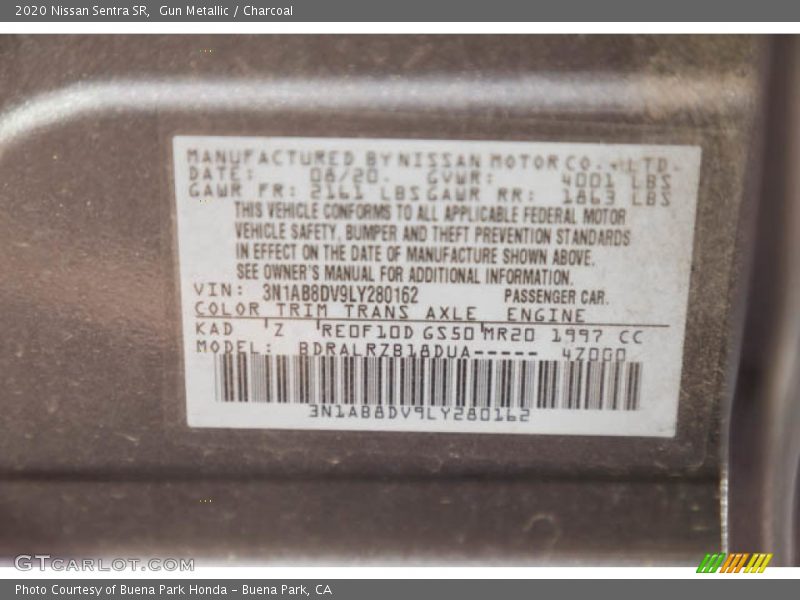 2020 Nissan Sentra SR,  Gun Metallic / Charcoal
MANUFACTURED BY NISSAN MOTOR CO., LTD.
DATE: 08/20. GVWR: 4001 LBS
GAWR FR: 2161 LBS GAWR RR: 1863 LBS
THIS VEHICLE CONFORMS TO ALL APPLICABLE FEDERAL MOTOR
VEHICLE SAFETY, BUMPER AND THEFT PREVENTION STANDARDS
IN EFFECT ON THE DATE OF MANUFACTURE SHOWN ABOVE.
SEE OWNER'S MANUAL FOR ADDITIONAL INFORMATION.
VIN: 3N1AB8DV9LY280162 PASSENGER CAR.
COLOR TRIM TRANS AXLE ENGINE
KAD Z RE0F10D GS50 MR20 1997 CC
MODEL: BDRALRZB18DUA----- 4Z000
3N1AB8DV9LY280162
GTCARLOT.COM
Photo Courtesy of Buena Park Honda - Buena Park, CA